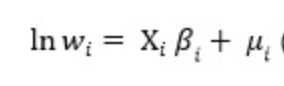 ln wᵢ = Xᵢ βᵢ + μᵢ (